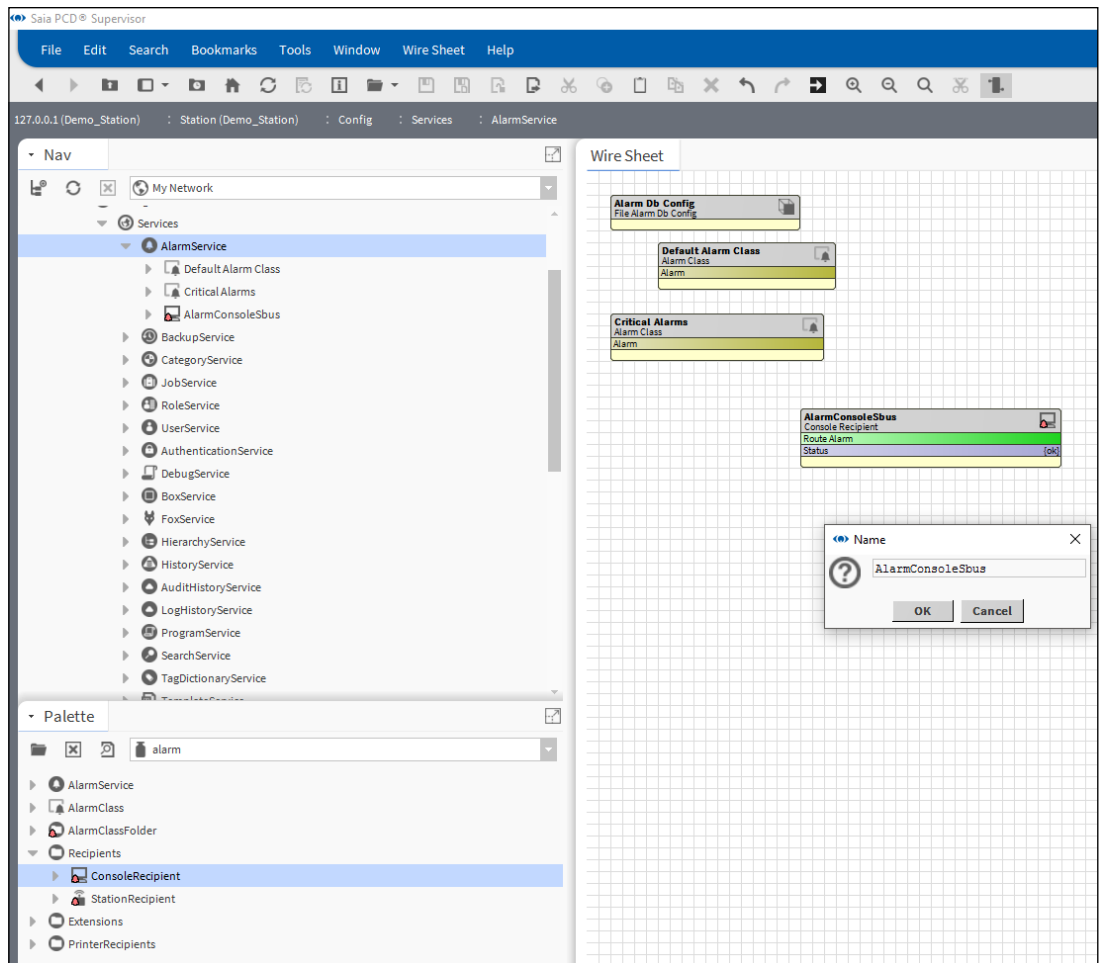 Saia PCD® Supervisor
File Edit Search Bookmarks Tools Window Wire Sheet Help
127.0.0.1 (Demo_Station) : Station (Demo_Station) : Config : Services : AlarmService
Nav
My Network
Services
AlarmService
Default Alarm Class
Critical Alarms
AlarmConsoleSbus
BackupService
CategoryService
JobService
RoleService
UserService
AuthenticationService
DebugService
BoxService
FoxService
HierarchyService
HistoryService
AuditHistoryService
LogHistoryService
ProgramService
SearchService
TagDictionaryService
Palette
alarm
AlarmService
AlarmClass
AlarmClassFolder
Recipients
ConsoleRecipient
StationRecipient
Extensions
PrinterRecipients
Wire Sheet
Alarm Db Config
File Alarm Db Config
Default Alarm Class
Alarm Class
Alarm
Critical Alarms
Alarm Class
Alarm
AlarmConsoleSbus
Console Recipient
Route Alarm
Status {ok}
Name
AlarmConsoleSbus
OK Cancel